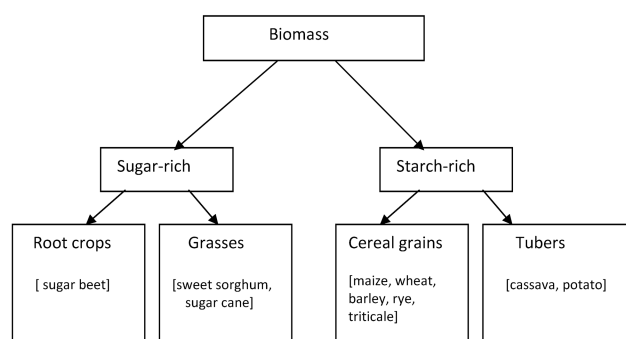 Biomass
Sugar-rich
Starch-rich
Root crops
[ sugar beet]
Grasses
[sweet sorghum,
sugar cane]
Cereal grains
[maize, wheat,
barley, rye,
triticale]
Tubers
[cassava, potato]